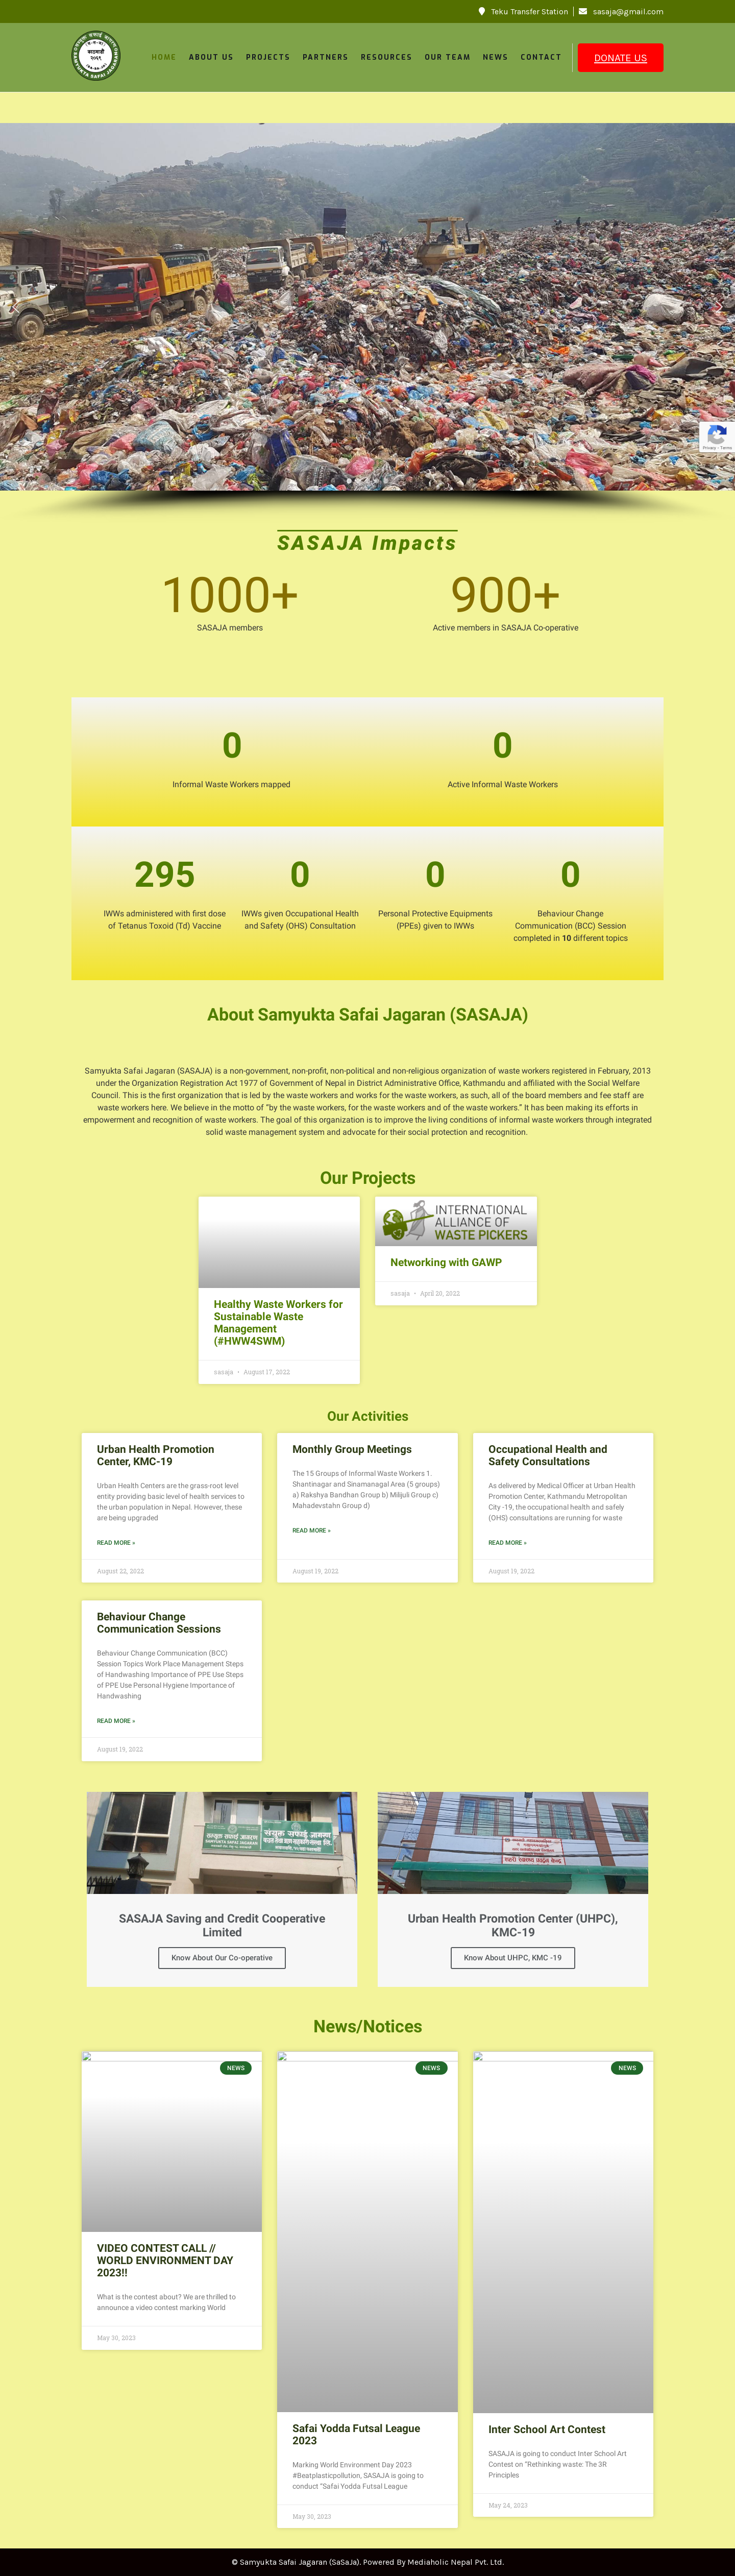 Teku Transfer Station
sasaja@gmail.com
HOME ABOUT US PROJECTS PARTNERS RESOURCES OUR TEAM NEWS CONTACT
DONATE US
Privacy - Terms
SASAJA Impacts
1000+
SASAJA members
900+
Active members in SASAJA Co-operative
0
Informal Waste Workers mapped
0
Active Informal Waste Workers
295
IWWs administered with first dose
of Tetanus Toxoid (Td) Vaccine
0
IWWs given Occupational Health
and Safety (OHS) Consultation
0
Personal Protective Equipments
(PPEs) given to IWWs
0
Behaviour Change
Communication (BCC) Session
completed in 10 different topics
About Samyukta Safai Jagaran (SASAJA)
Samyukta Safai Jagaran (SASAJA) is a non-government, non-profit, non-political and non-religious organization of waste workers registered in February, 2013
under the Organization Registration Act 1977 of Government of Nepal in District Administrative Office, Kathmandu and affiliated with the Social Welfare
Council. This is the first organization that is led by the waste workers and works for the waste workers, as such, all of the board members and fee staff are
waste workers here. We believe in the motto of “by the waste workers, for the waste workers and of the waste workers.” It has been making its efforts in
empowerment and recognition of waste workers. The goal of this organization is to improve the living conditions of informal waste workers through integrated
solid waste management system and advocate for their social protection and recognition.
Our Projects
Healthy Waste Workers for
Sustainable Waste
Management
(#HWW4SWM)
sasaja • August 17, 2022
INTERNATIONAL
ALLIANCE OF
WASTE PICKERS
Networking with GAWP
sasaja • April 20, 2022
Our Activities
Urban Health Promotion
Center, KMC-19
Urban Health Centers are the grass-root level
entity providing basic level of health services to
the urban population in Nepal. However, these
are being upgraded
READ MORE »
August 22, 2022
Monthly Group Meetings
The 15 Groups of Informal Waste Workers 1.
Shantinagar and Sinamanagal Area (5 groups)
a) Rakshya Bandhan Group b) Milijuli Group c)
Mahadevstahn Group d)
READ MORE »
August 19, 2022
Occupational Health and
Safety Consultations
As delivered by Medical Officer at Urban Health
Promotion Center, Kathmandu Metropolitan
City -19, the occupational health and safely
(OHS) consultations are running for waste
READ MORE »
August 19, 2022
Behaviour Change
Communication Sessions
Behaviour Change Communication (BCC)
Session Topics Work Place Management Steps
of Handwashing Importance of PPE Use Steps
of PPE Use Personal Hygiene Importance of
Handwashing
READ MORE »
August 19, 2022
SASAJA Saving and Credit Cooperative
Limited
Know About Our Co-operative
Urban Health Promotion Center (UHPC),
KMC-19
Know About UHPC, KMC -19
News/Notices
NEWS
VIDEO CONTEST CALL //
WORLD ENVIRONMENT DAY
2023!!
What is the contest about? We are thrilled to
announce a video contest marking World
May 30, 2023
NEWS
Safai Yodda Futsal League
2023
Marking World Environment Day 2023
#Beatplasticpollution, SASAJA is going to
conduct “Safai Yodda Futsal League
May 30, 2023
NEWS
Inter School Art Contest
SASAJA is going to conduct Inter School Art
Contest on “Rethinking waste: The 3R
Principles
May 24, 2023
© Samyukta Safai Jagaran (SaSaJa). Powered By Mediaholic Nepal Pvt. Ltd.